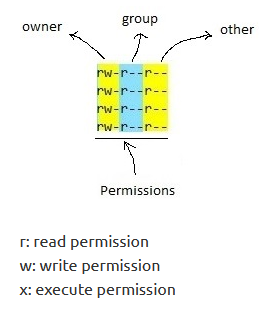 owner
group
other
rw-r--r--
rw-r--r--
rw-r--r--
rw-r--r--
Permissions
r: read permission
w: write permission
x: execute permission